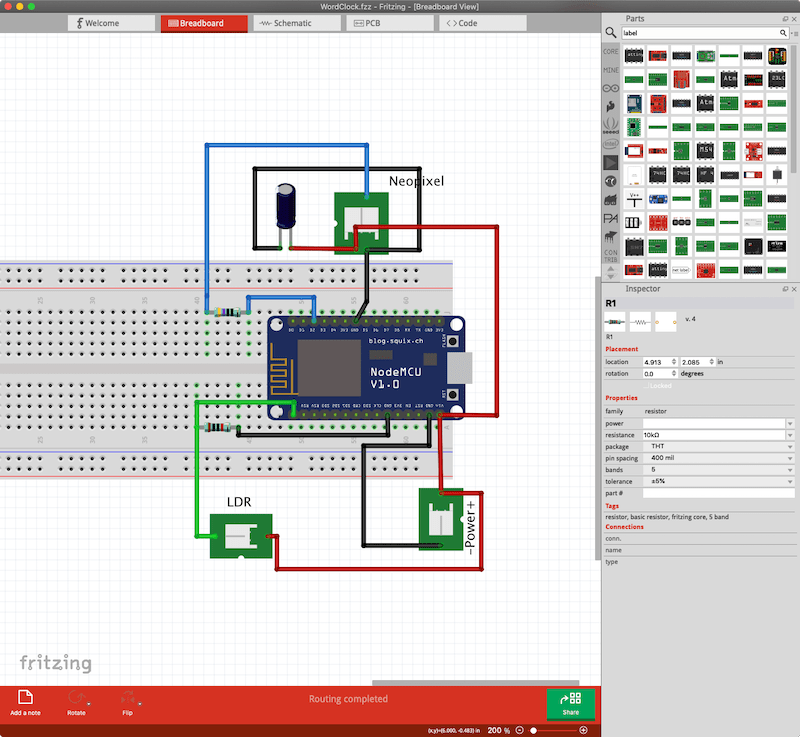 WordClock.fzz - Fritzing - [Breadboard View]
Welcome
Breadboard
Schematic
PCB
Code
Parts
label
CORE
MINE
seeed
intel
PA
CON
TRIB
Neopixel
blog.squix.ch
NodeMCU
V1.0
LDR
-Power+
Inspector
R1
v. 4
R1
Placement
location 4.913 2.085 in
rotation 0.0 degrees
Locked
Properties
family resistor
power
resistance 10kΩ
package THT
pin spacing 400 mil
bands 5
tolerance ±5%
part #
Tags
resistor, basic resistor, fritzing core, 5 band
Connections
conn.
name
type
fritzing
Add a note
Rotate
Flip
Routing completed
Share
(x,y)=(6.000, -0.483) in 200 %